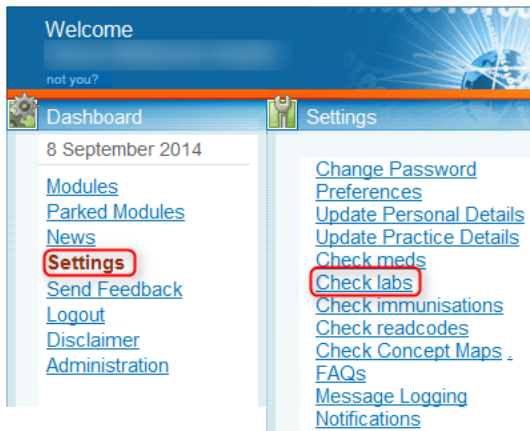 Welcome
not you?
Dashboard
8 September 2014
Modules
Parked Modules
News
Settings
Send Feedback
Logout
Disclaimer
Administration
Settings
Change Password
Preferences
Update Personal Details
Update Practice Details
Check meds
Check labs
Check immunisations
Check readcodes
Check Concept Maps .
FAQs
Message Logging
Notifications